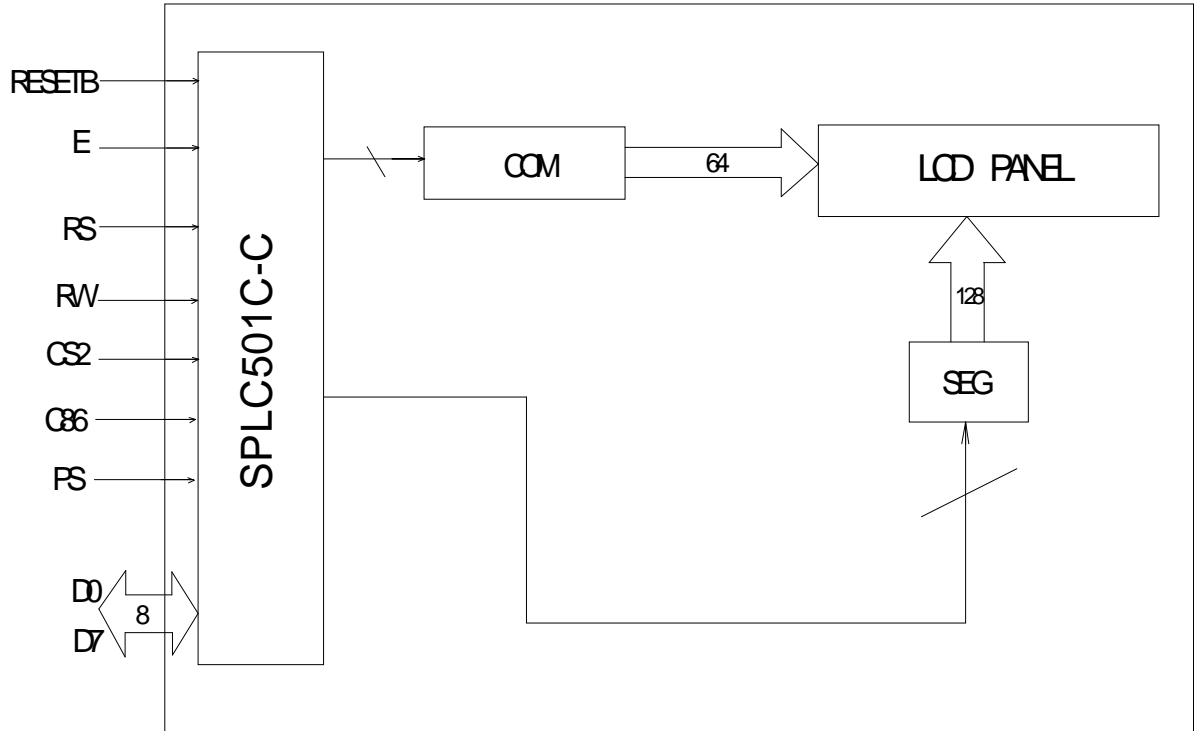 RESETB
E
RS
RW
CS2
C86
PS
D0
D7
8
SPLC501C-C
COM
64
LCD PANEL
128
SEG